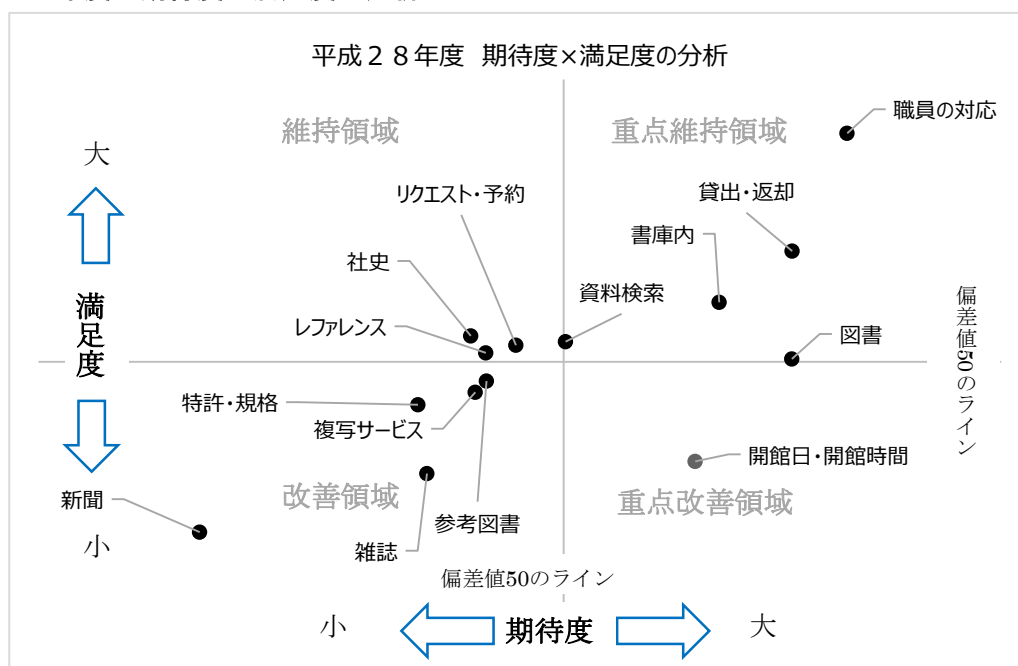 平成２８年度 期待度×満足度の分析
維持領域
重点維持領域
職員の対応
大
リクエスト・予約
貸出・返却
書庫内
社史
資料検索
レファレンス
満足度
図書
偏差値50のライン
特許・規格
複写サービス
開館日・開館時間
新聞
改善領域
重点改善領域
参考図書
小
雑誌
偏差値50のライン
小
期待度
大